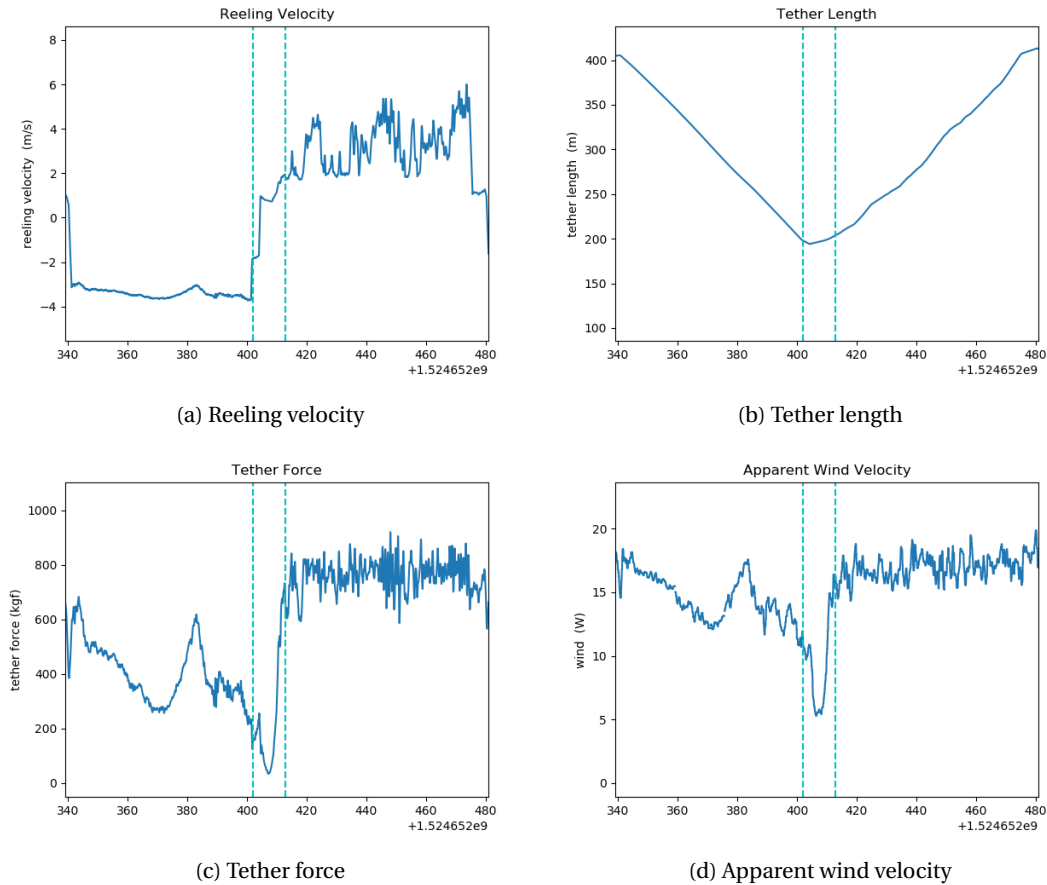 Reeling Velocity
reeling velocity (m/s)
8
6
4
2
0
−2
−4
340 360 380 400 420 440 460 480
+1.524652e9
(a) Reeling velocity
Tether Length
tether length (m)
400
350
300
250
200
150
100
340 360 380 400 420 440 460 480
+1.524652e9
(b) Tether length
Tether Force
tether force (kgf)
1000
800
600
400
200
0
340 360 380 400 420 440 460 480
+1.524652e9
(c) Tether force
Apparent Wind Velocity
wind (W)
20
15
10
5
0
340 360 380 400 420 440 460 480
+1.524652e9
(d) Apparent wind velocity